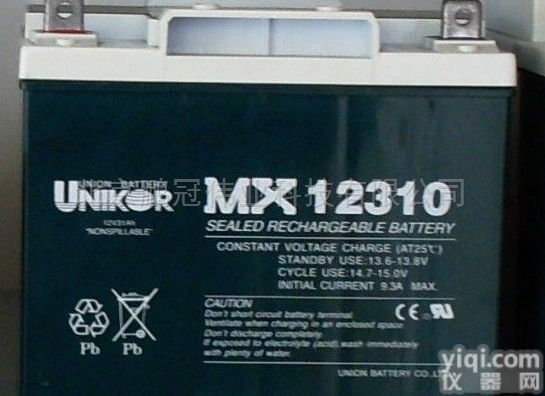 UNION BATTERY
UNIKOR
12V31Ah
"NONSPILLABLE"
MX 12310
SEALED RECHARGEABLE BATTERY
CONSTANT VOLTAGE CHARGE (AT25℃)
STANDBY USE:13.6-13.8V
CYCLE USE:14.7-15.0V
INITIAL CURRENT 9.3A MAX.
CAUTION
Don't short circuit battery terminal.
Ventilate when charging in an enclosed space.
Don't discharge completely.
If exposed to electrolyte (acid), wash immediately
with plenty of water.
CE
Pb
Pb
UNION BATTERY CO.,LTD
yiqi.com
仪器网